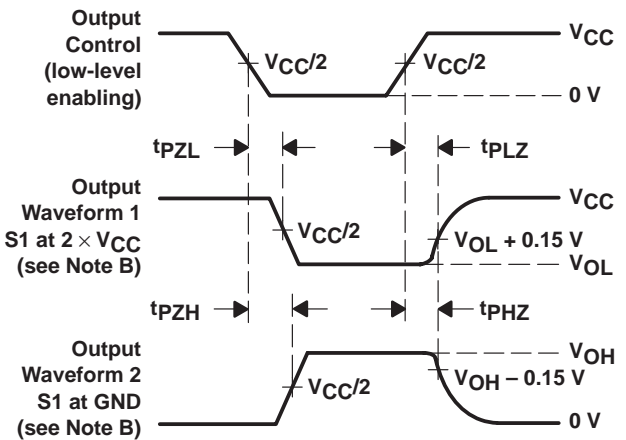 Output
Control
(low-level
enabling)
VCC
VCC/2
VCC/2
0 V
tPZL
tPLZ
Output
Waveform 1
S1 at 2 × VCC
(see Note B)
VCC
VCC/2
VOL + 0.15 V
VOL
tPZH
tPHZ
Output
Waveform 2
S1 at GND
(see Note B)
VOH
VCC/2
VOH – 0.15 V
0 V